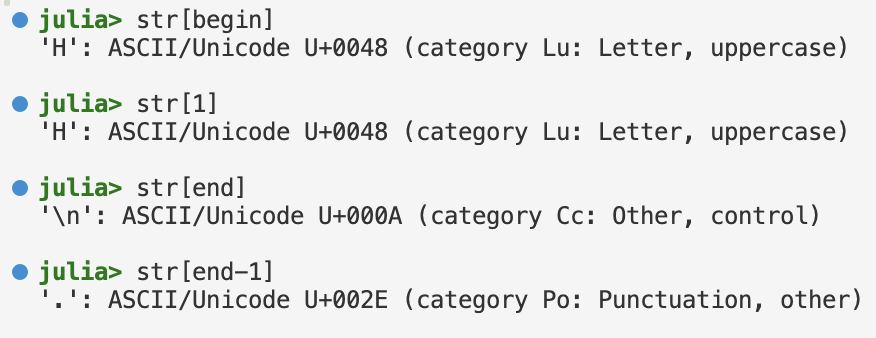 julia> str[begin]
'H': ASCII/Unicode U+0048 (category Lu: Letter, uppercase)
julia> str[1]
'H': ASCII/Unicode U+0048 (category Lu: Letter, uppercase)
julia> str[end]
'\n': ASCII/Unicode U+000A (category Cc: Other, control)
julia> str[end-1]
'.': ASCII/Unicode U+002E (category Po: Punctuation, other)